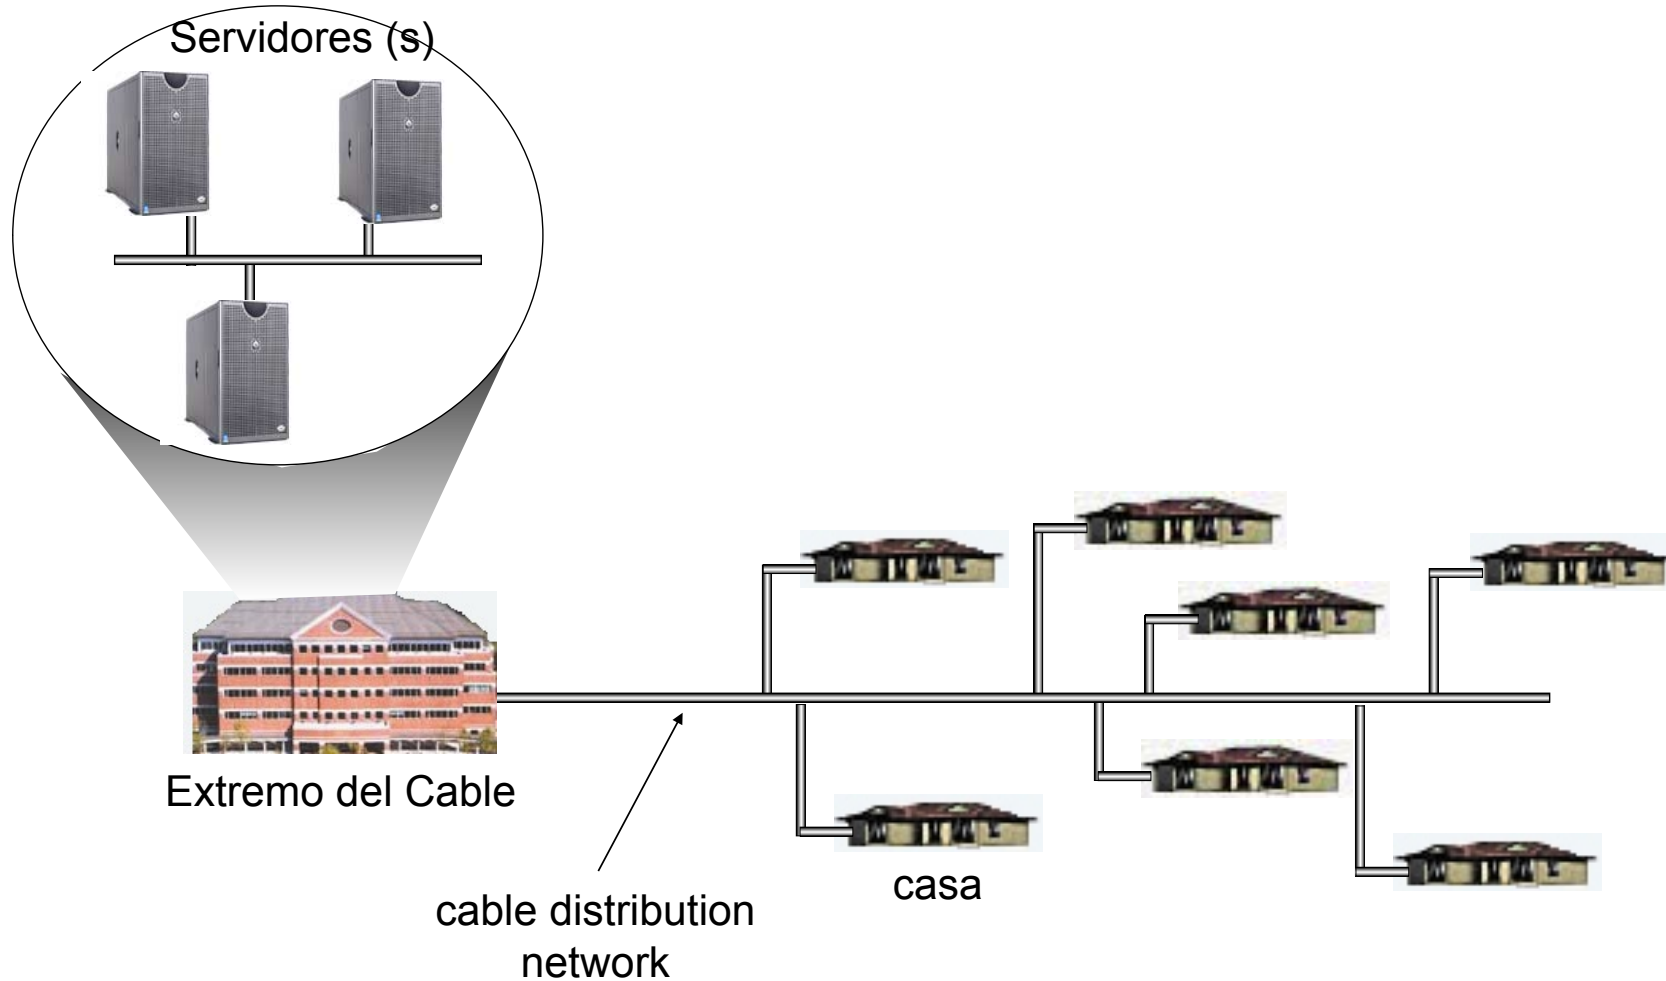 Servidores (s)
Extremo del Cable
casa
cable distribution
network